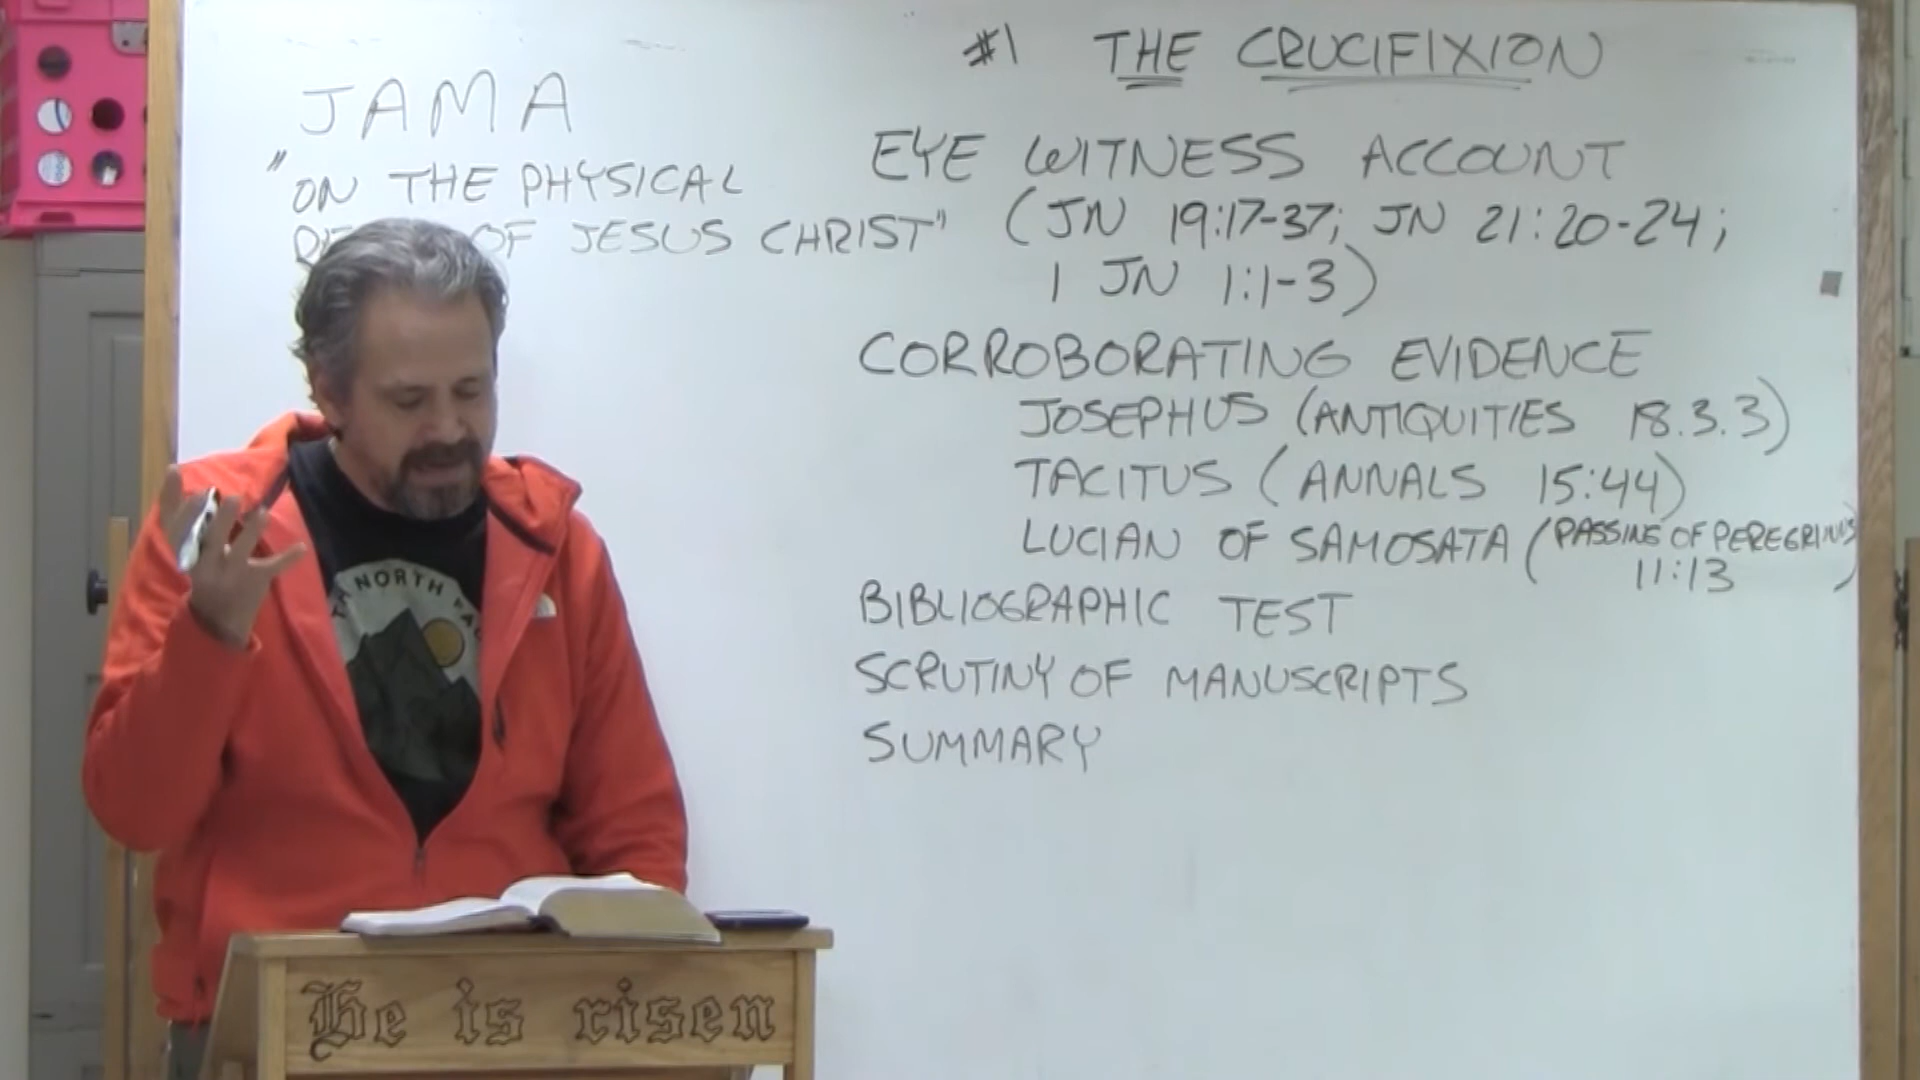 JAMA
"ON THE PHYSICAL
OF JESUS CHRIST"
#1 THE CRUCIFIXION
EYE WITNESS ACCOUNT
(JN 19:17-37; JN 21:20-24;
1 JN 1:1-3)
CORROBORATING EVIDENCE
JOSEPHUS (ANTIQUITIES 18.3.3)
TACITUS (ANNALS 15:44)
LUCIAN OF SAMOSATA (PASSING OF PEREGRINUS
11:13)
BIBLIOGRAPHIC TEST
SCRUTINY OF MANUSCRIPTS
SUMMARY
NORTH
He is risen